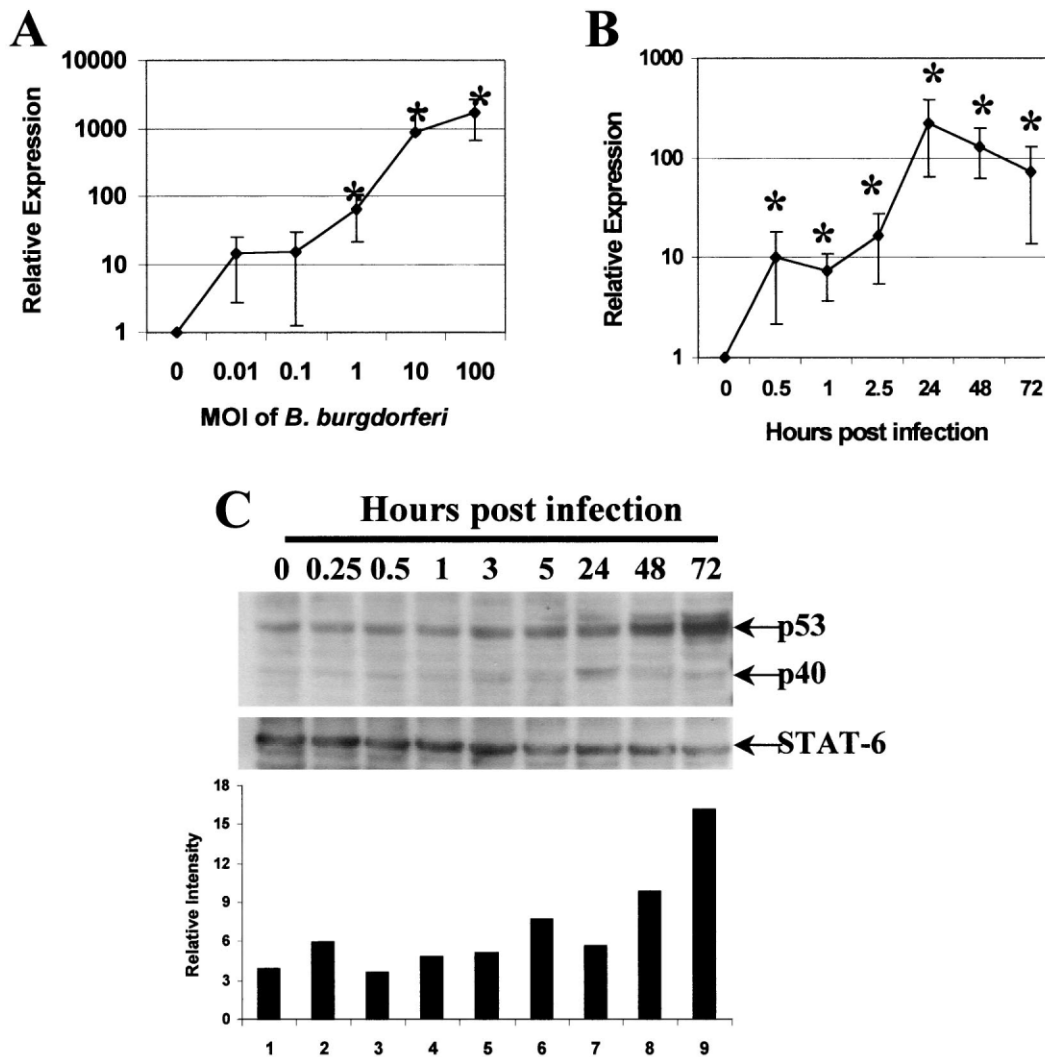 A
10000
1000
100
10
1
Relative Expression
*
*
*
0 0.01 0.1 1 10 100
MOI of B. burgdorferi
B
1000
100
10
1
Relative Expression
*
*
*
*
*
*
0 0.5 1 2.5 24 48 72
Hours post infection
C
Hours post infection
0 0.25 0.5 1 3 5 24 48 72
p53
p40
STAT-6
18
15
12
9
6
3
0
Relative Intensity
1 2 3 4 5 6 7 8 9